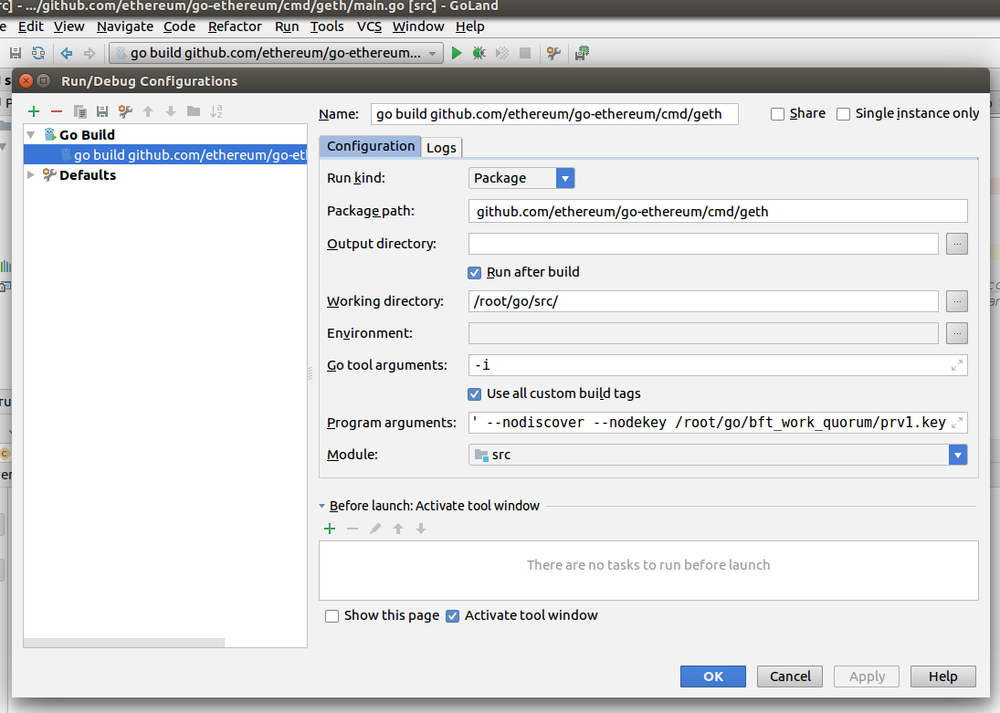 rc] - .../github.com/ethereum/go-ethereum/cmd/geth/main.go [src] - GoLand
e Edit View Navigate Code Refactor Run Tools VCS Window Help
go build github.com/ethereum/go-ethereum...
Run/Debug Configurations
Name: go build github.com/ethereum/go-ethereum/cmd/geth Share Single instance only
Go Build
go build github.com/ethereum/go-et
Defaults
Configuration Logs
Run kind: Package
Package path: github.com/ethereum/go-ethereum/cmd/geth
Output directory: ...
Run after build
Working directory: /root/go/src/ ...
Environment: ...
Go tool arguments: -i
Use all custom build tags
Program arguments: ' --nodiscover --nodekey /root/go/bft_work_quorum/prv1.key
Module: src
Before launch: Activate tool window
There are no tasks to run before launch
Show this page Activate tool window
OK Cancel Apply Help